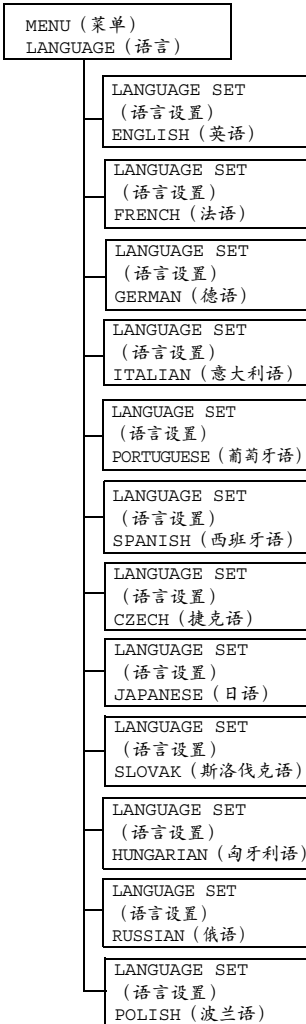 MENU（菜单）
LANGUAGE（语言）
LANGUAGE SET
（语言设置）
ENGLISH（英语）
LANGUAGE SET
（语言设置）
FRENCH（法语）
LANGUAGE SET
（语言设置）
GERMAN（德语）
LANGUAGE SET
（语言设置）
ITALIAN（意大利语）
LANGUAGE SET
（语言设置）
PORTUGUESE（葡萄牙语）
LANGUAGE SET
（语言设置）
SPANISH（西班牙语）
LANGUAGE SET
（语言设置）
CZECH（捷克语）
LANGUAGE SET
（语言设置）
JAPANESE（日语）
LANGUAGE SET
（语言设置）
SLOVAK（斯洛伐克语）
LANGUAGE SET
（语言设置）
HUNGARIAN（匈牙利语）
LANGUAGE SET
（语言设置）
RUSSIAN（俄语）
LANGUAGE SET
（语言设置）
POLISH（波兰语）